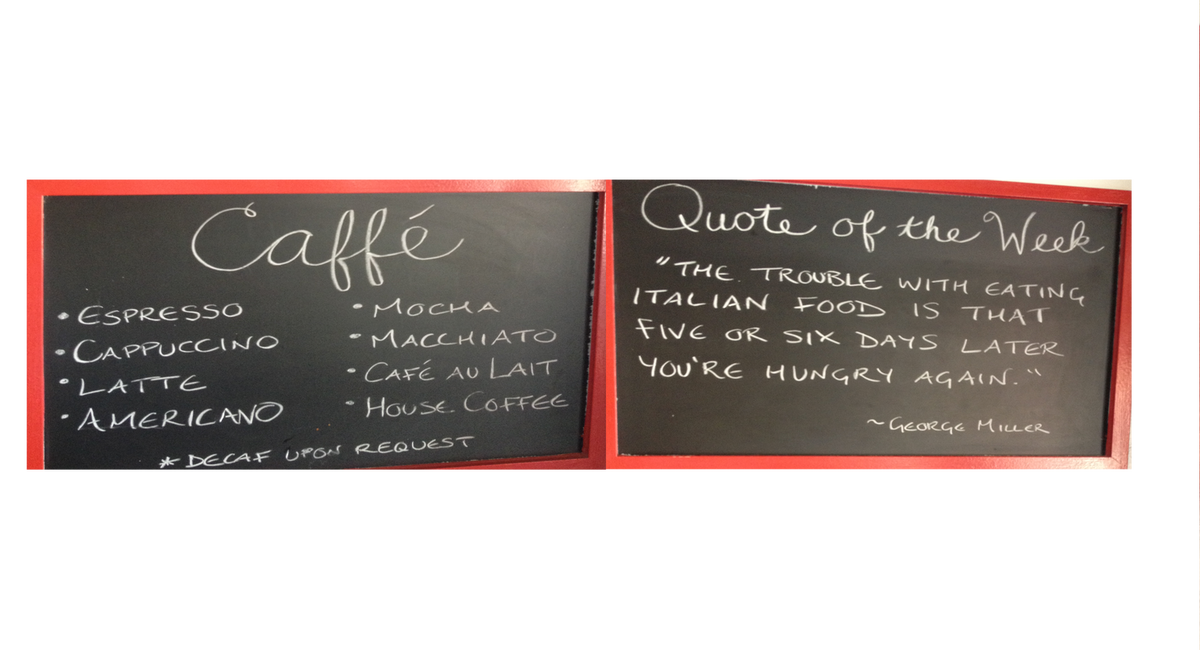 Caffé
• ESPRESSO
• CAPPUCCINO
• LATTE
• AMERICANO
• MOCHA
• MACCHIATO
• CAFÉ AU LAIT
• HOUSE COFFEE
* DECAF UPON REQUEST
Quote of the Week
"THE TROUBLE WITH EATING
ITALIAN FOOD IS THAT
FIVE OR SIX DAYS LATER
YOU'RE HUNGRY AGAIN."
~GEORGE MILLER